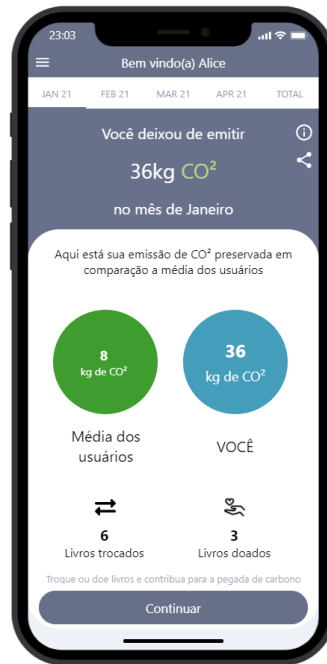 23:03
Bem vindo(a) Alice
JAN 21 FEB 21 MAR 21 APR 21 TOTAL
Você deixou de emitir
36kg CO²
no mês de Janeiro
Aqui está sua emissão de CO² preservada em
comparação a média dos usuários
8
kg de CO²
36
kg de CO²
Média dos
usuários
VOCÊ
6
Livros trocados
3
Livros doados
Troque ou doe livros e contribua para a pegada de carbono
Continuar